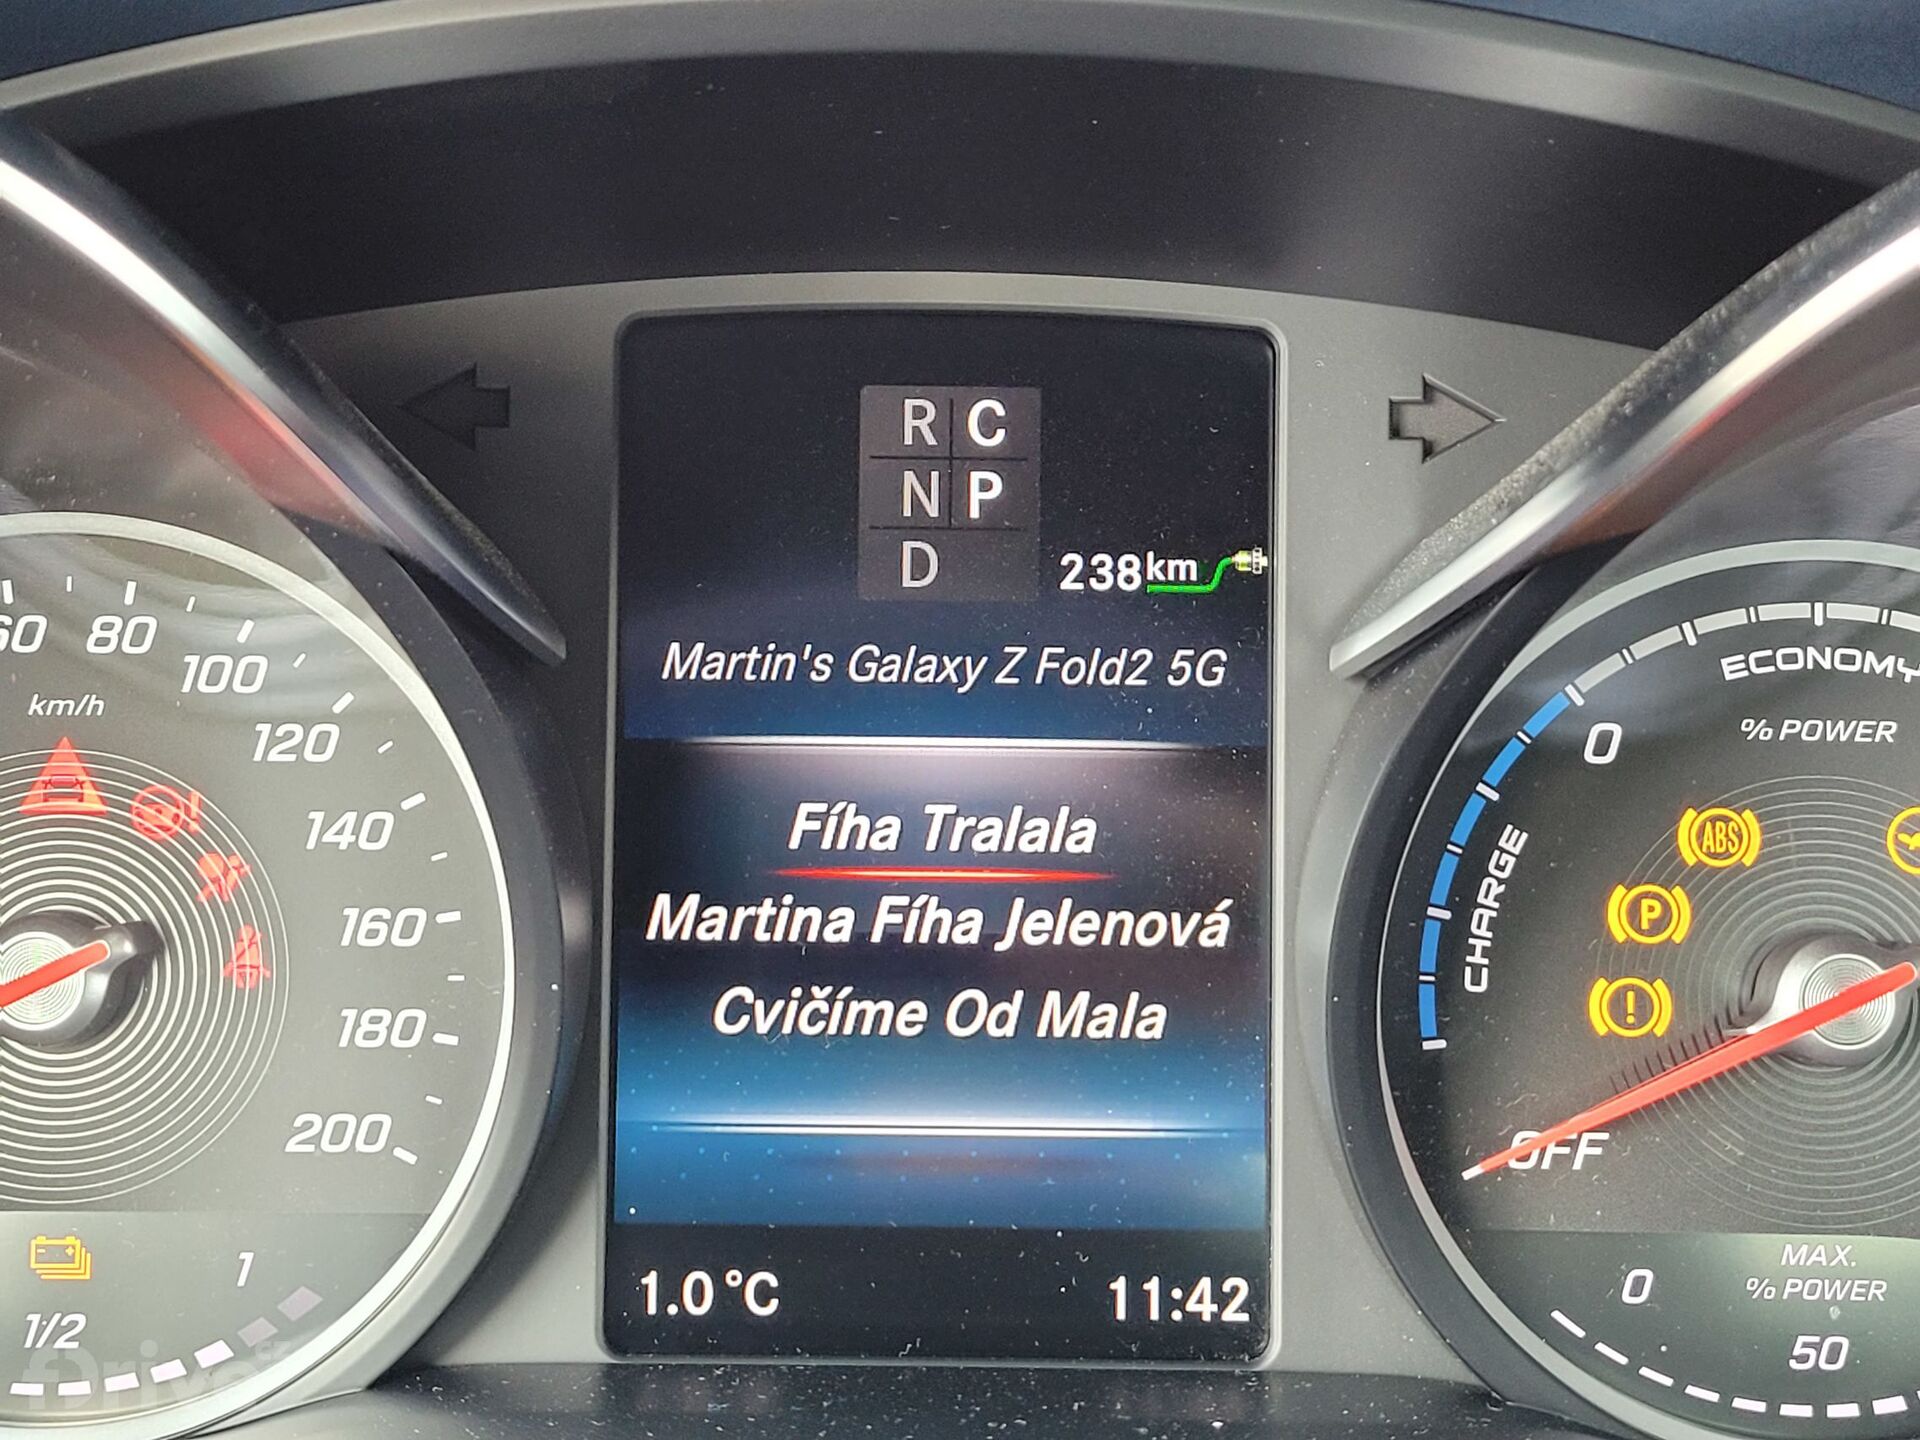 R C
N P
D
238km
Martin's Galaxy Z Fold2 5G
Fíha Tralala
Martina Fíha Jelenová
Cvičíme Od Mala
1.0 °C 11:42
60
80
100
km/h
120
140
160
180
200
1
1/2
ECONOMY
0
% POWER
CHARGE
ABS
P
!
OFF
MAX.
0 % POWER
50
fDrive.cz